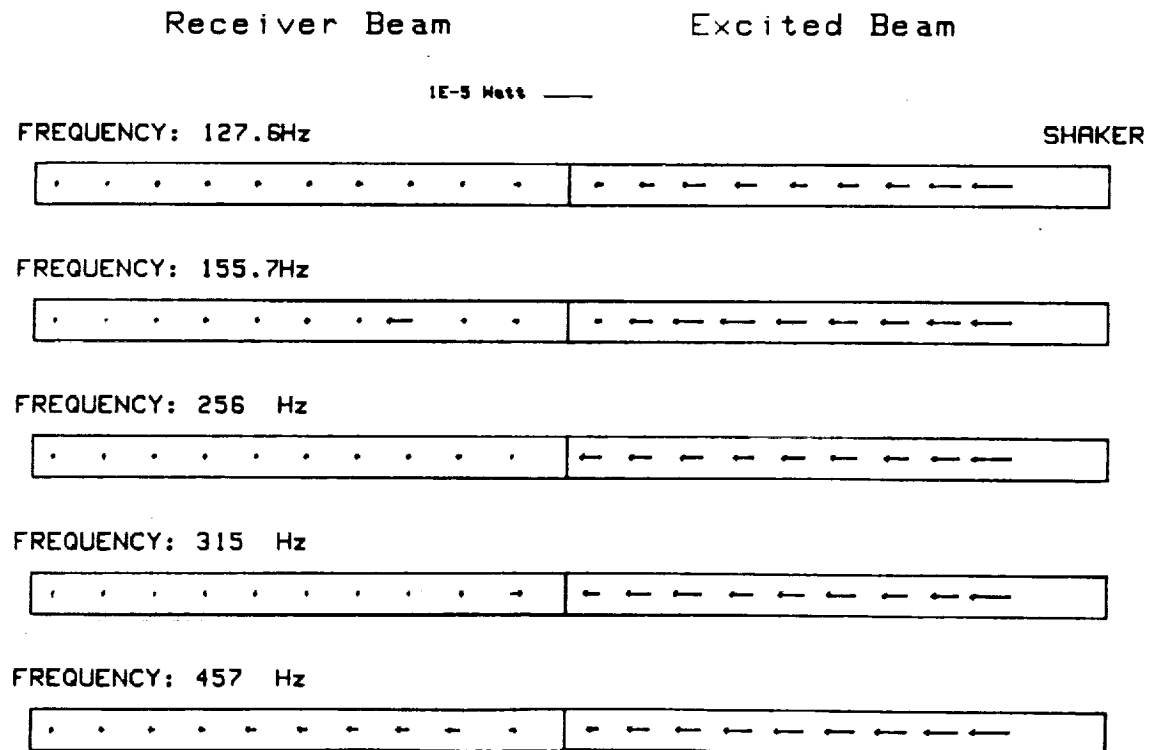 Receiver Beam Excited Beam
1E-5 Watt
FREQUENCY: 127.6Hz SHAKER
FREQUENCY: 155.7Hz
FREQUENCY: 256 Hz
FREQUENCY: 315 Hz
FREQUENCY: 457 Hz